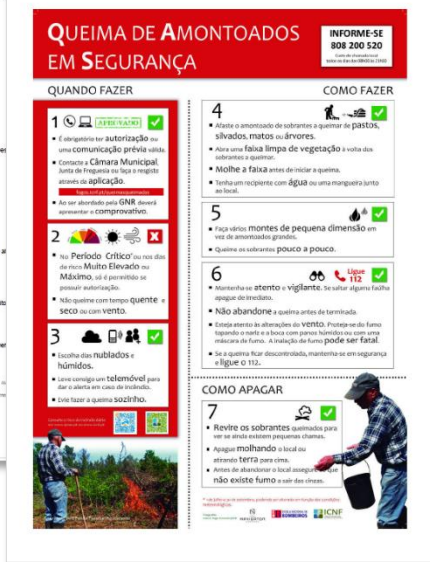 QUEIMA DE AMONTOADOS
EM SEGURANÇA
INFORME-SE
808 200 520
QUANDO FAZER
COMO FAZER
1
APROVADO
É obrigatório ter autorização ou
uma comunicação prévia válida.
Contacte a Câmara Municipal,
Junta de Freguesia ou faça o registo
através da aplicação.
Ao ser abordado pela GNR deverá
apresentar o comprovativo.
2
No 'Período Crítico' ou nos dias
de risco Muito Elevado ou
Máximo, só é permitido se
possuir autorização.
Não queime com tempo quente e
seco ou com vento.
3
Escolha dias nublados e
húmidos.
Leve consigo um telemóvel para
dar o alerta em caso de incêndio.
Evite fazer a queima sozinho.
4
Afaste o amontoado de sobrantes a queimar de pastos,
silvados, matos ou árvores.
Abra uma faixa limpa de vegetação à volta dos
sobrantes a queimar.
Molhe a faixa antes de iniciar a queima.
Tenha um recipiente com água ou uma mangueira junto
ao local.
5
Faça vários montes de pequena dimensão em
vez de amontoados grandes.
Queime os sobrantes pouco a pouco.
6
Ligue
112
Mantenha-se atento e vigilante. Se saltar alguma faúlha
apague de imediato.
Não abandone a queima antes de terminada.
Esteja atento às alterações do vento. Proteja-se do fumo
tapando o nariz e a boca com panos húmidos ou com uma
máscara de fumo. A inalação de fumo pode ser fatal.
Se a queima ficar descontrolada, mantenha-se em segurança
e ligue o 112.
COMO APAGAR
7
Revire os sobrantes queimados para
ver se ainda existem pequenas chamas.
Apague molhando o local ou
atirando terra para cima.
Antes de abandonar o local assegure que
não existe fumo a sair das cinzas.
BOMBEIROS
ICNF